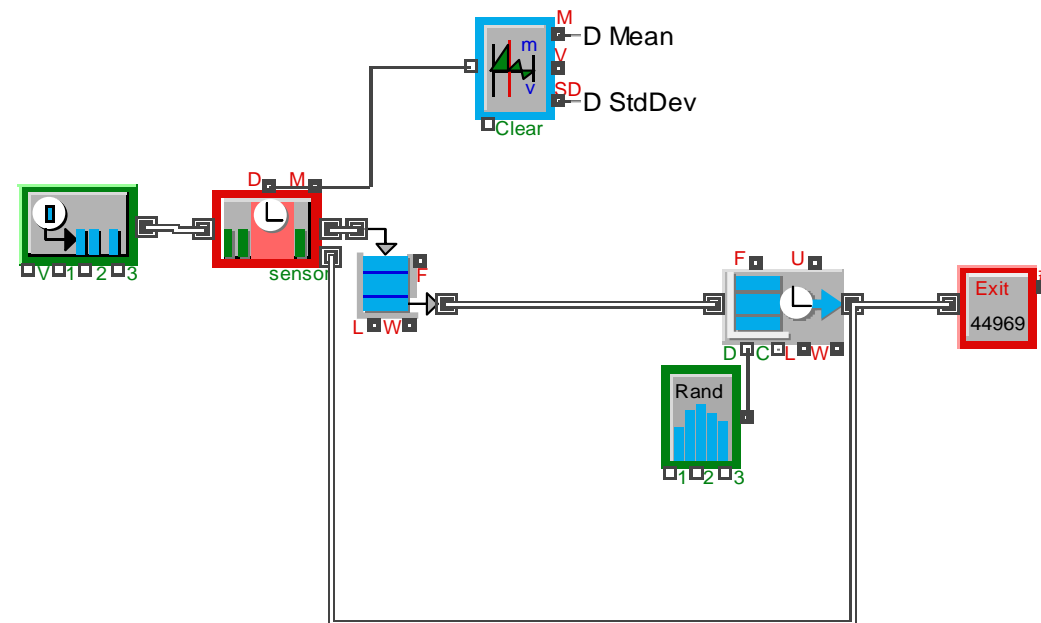 M
D Mean
m
V
v
SD
D StdDev
Clear
D M
V 1 2 3
sensor
F
L W
F U
Exit
44969
D C L W
Rand
1 2 3